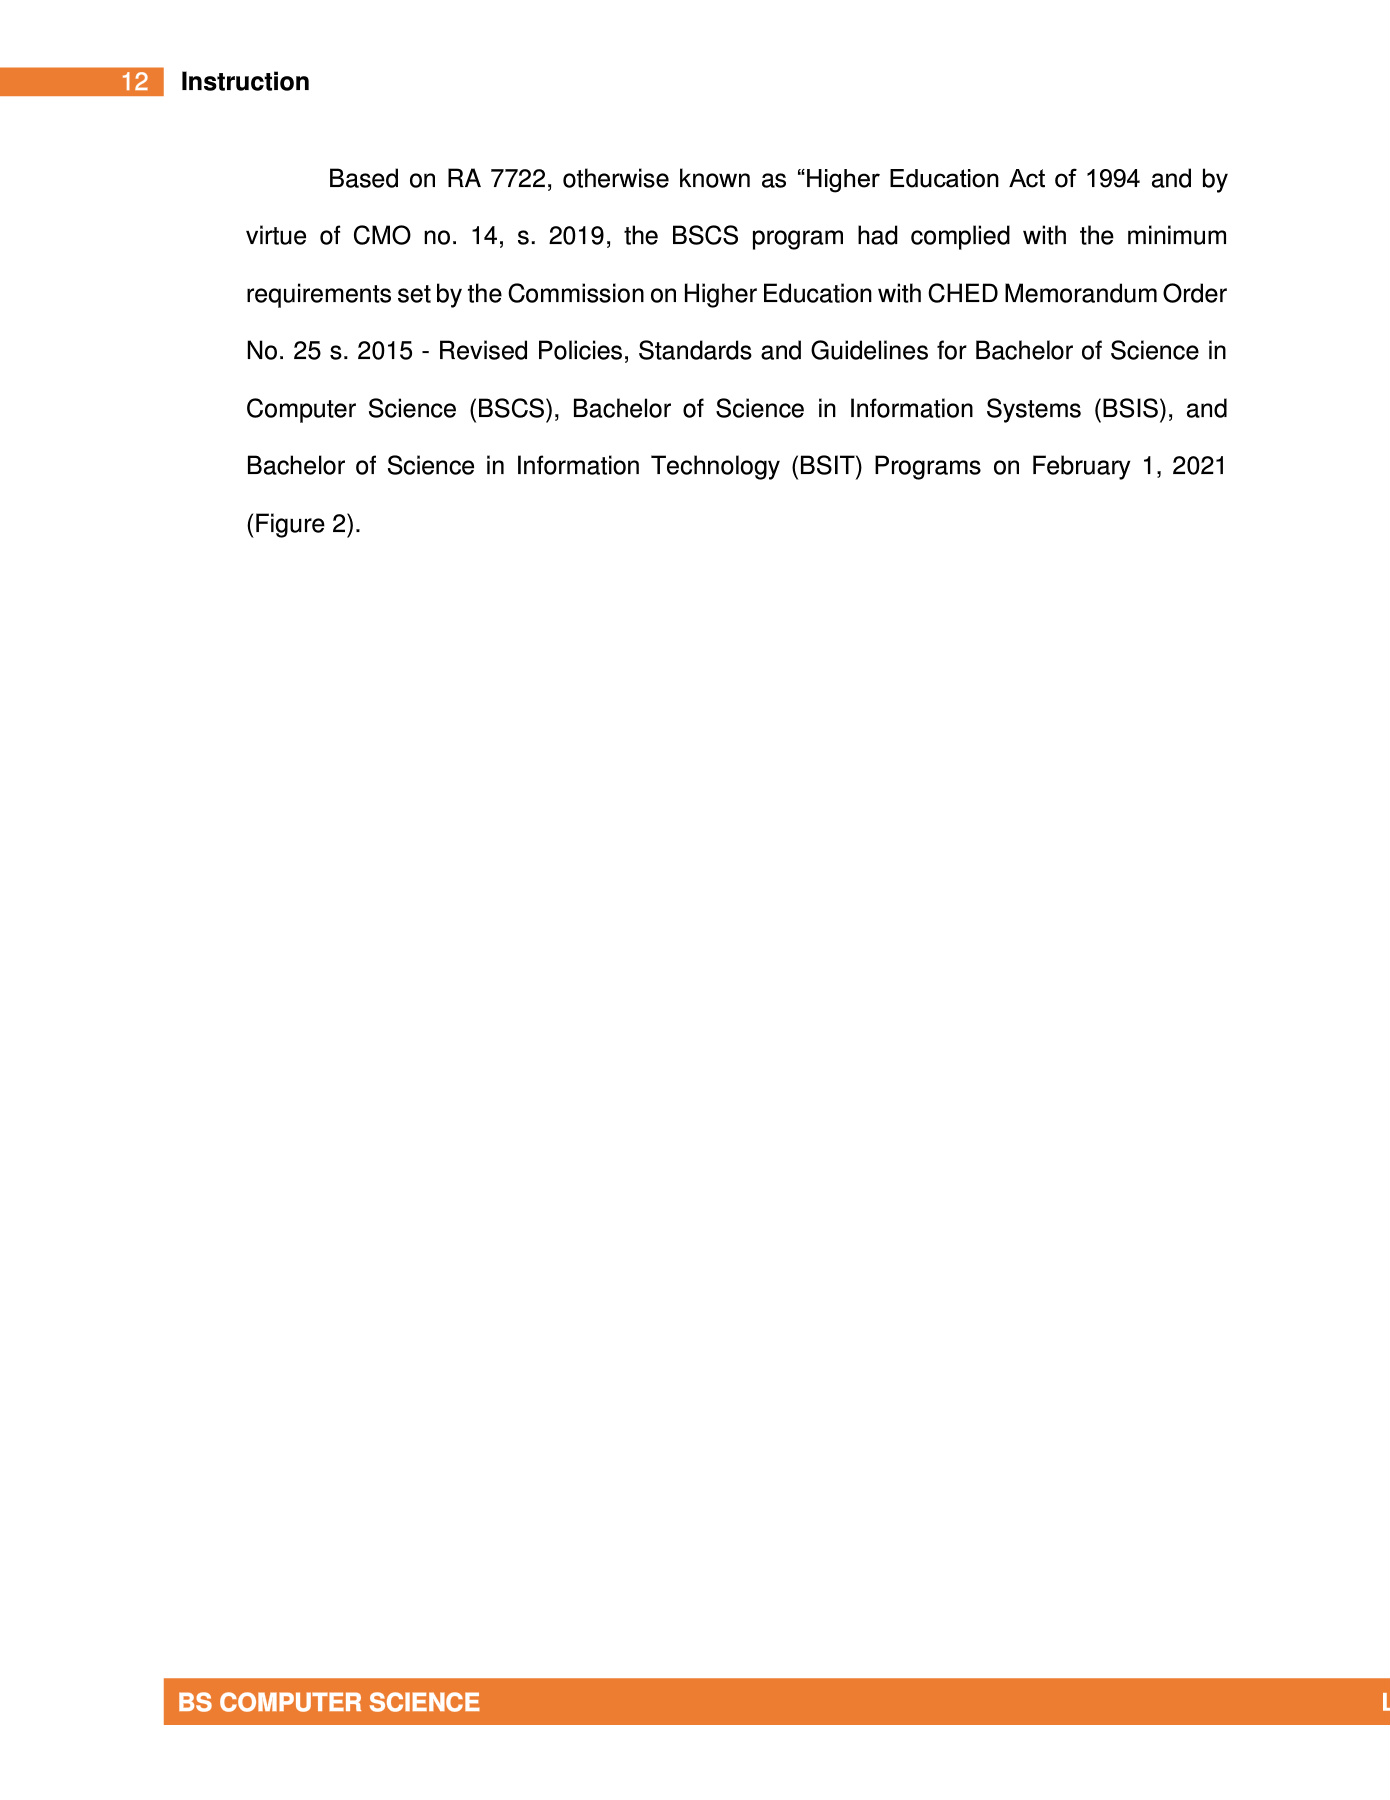 12 Instruction
Based on RA 7722, otherwise known as “Higher Education Act of 1994 and by
virtue of CMO no. 14, s. 2019, the BSCS program had complied with the minimum
requirements set by the Commission on Higher Education with CHED Memorandum Order
No. 25 s. 2015 - Revised Policies, Standards and Guidelines for Bachelor of Science in
Computer Science (BSCS), Bachelor of Science in Information Systems (BSIS), and
Bachelor of Science in Information Technology (BSIT) Programs on February 1, 2021
(Figure 2).
BS COMPUTER SCIENCE